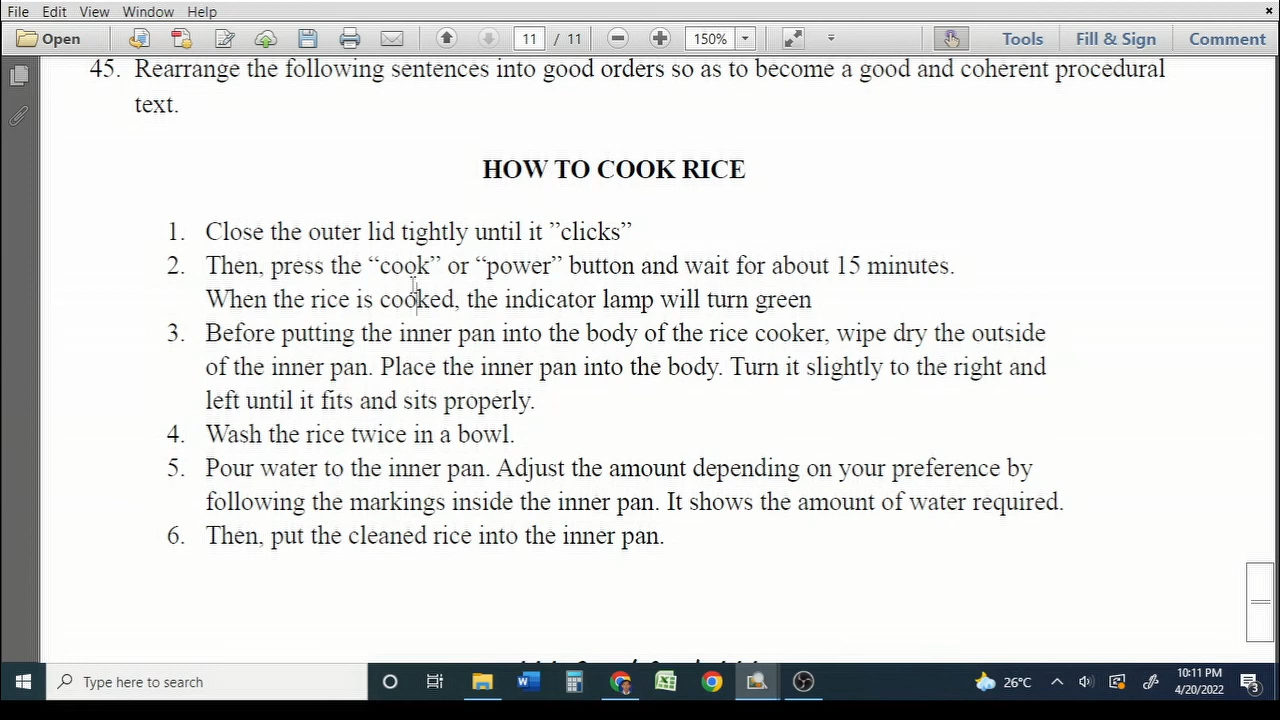 File Edit View Window Help
Open 11 / 11 150% Tools Fill & Sign Comment
45. Rearrange the following sentences into good orders so as to become a good and coherent procedural
text.
HOW TO COOK RICE
1. Close the outer lid tightly until it ”clicks”
2. Then, press the “cook” or “power” button and wait for about 15 minutes.
When the rice is cooked, the indicator lamp will turn green
3. Before putting the inner pan into the body of the rice cooker, wipe dry the outside
of the inner pan. Place the inner pan into the body. Turn it slightly to the right and
left until it fits and sits properly.
4. Wash the rice twice in a bowl.
5. Pour water to the inner pan. Adjust the amount depending on your preference by
following the markings inside the inner pan. It shows the amount of water required.
6. Then, put the cleaned rice into the inner pan.
Type here to search 26°C 10:11 PM
4/20/2022 3